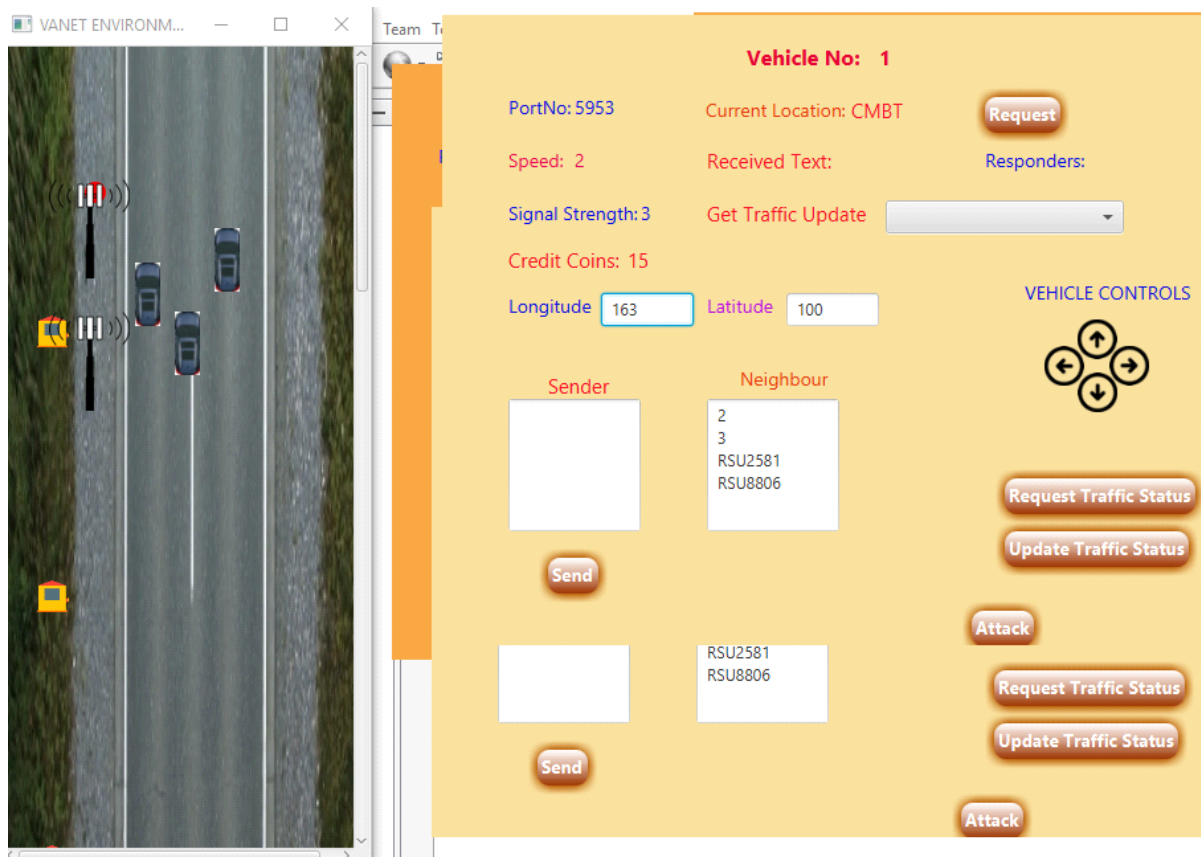 VANET ENVIRONM...
Team
Vehicle No: 1
PortNo: 5953
Current Location: CMBT
Request
Speed: 2
Received Text:
Responders:
Signal Strength: 3
Get Traffic Update
Credit Coins: 15
Longitude 163
Latitude 100
VEHICLE CONTROLS
Sender
Neighbour
2
3
RSU2581
RSU8806
Request Traffic Status
Update Traffic Status
Send
Attack
RSU2581
RSU8806
Request Traffic Status
Update Traffic Status
Send
Attack